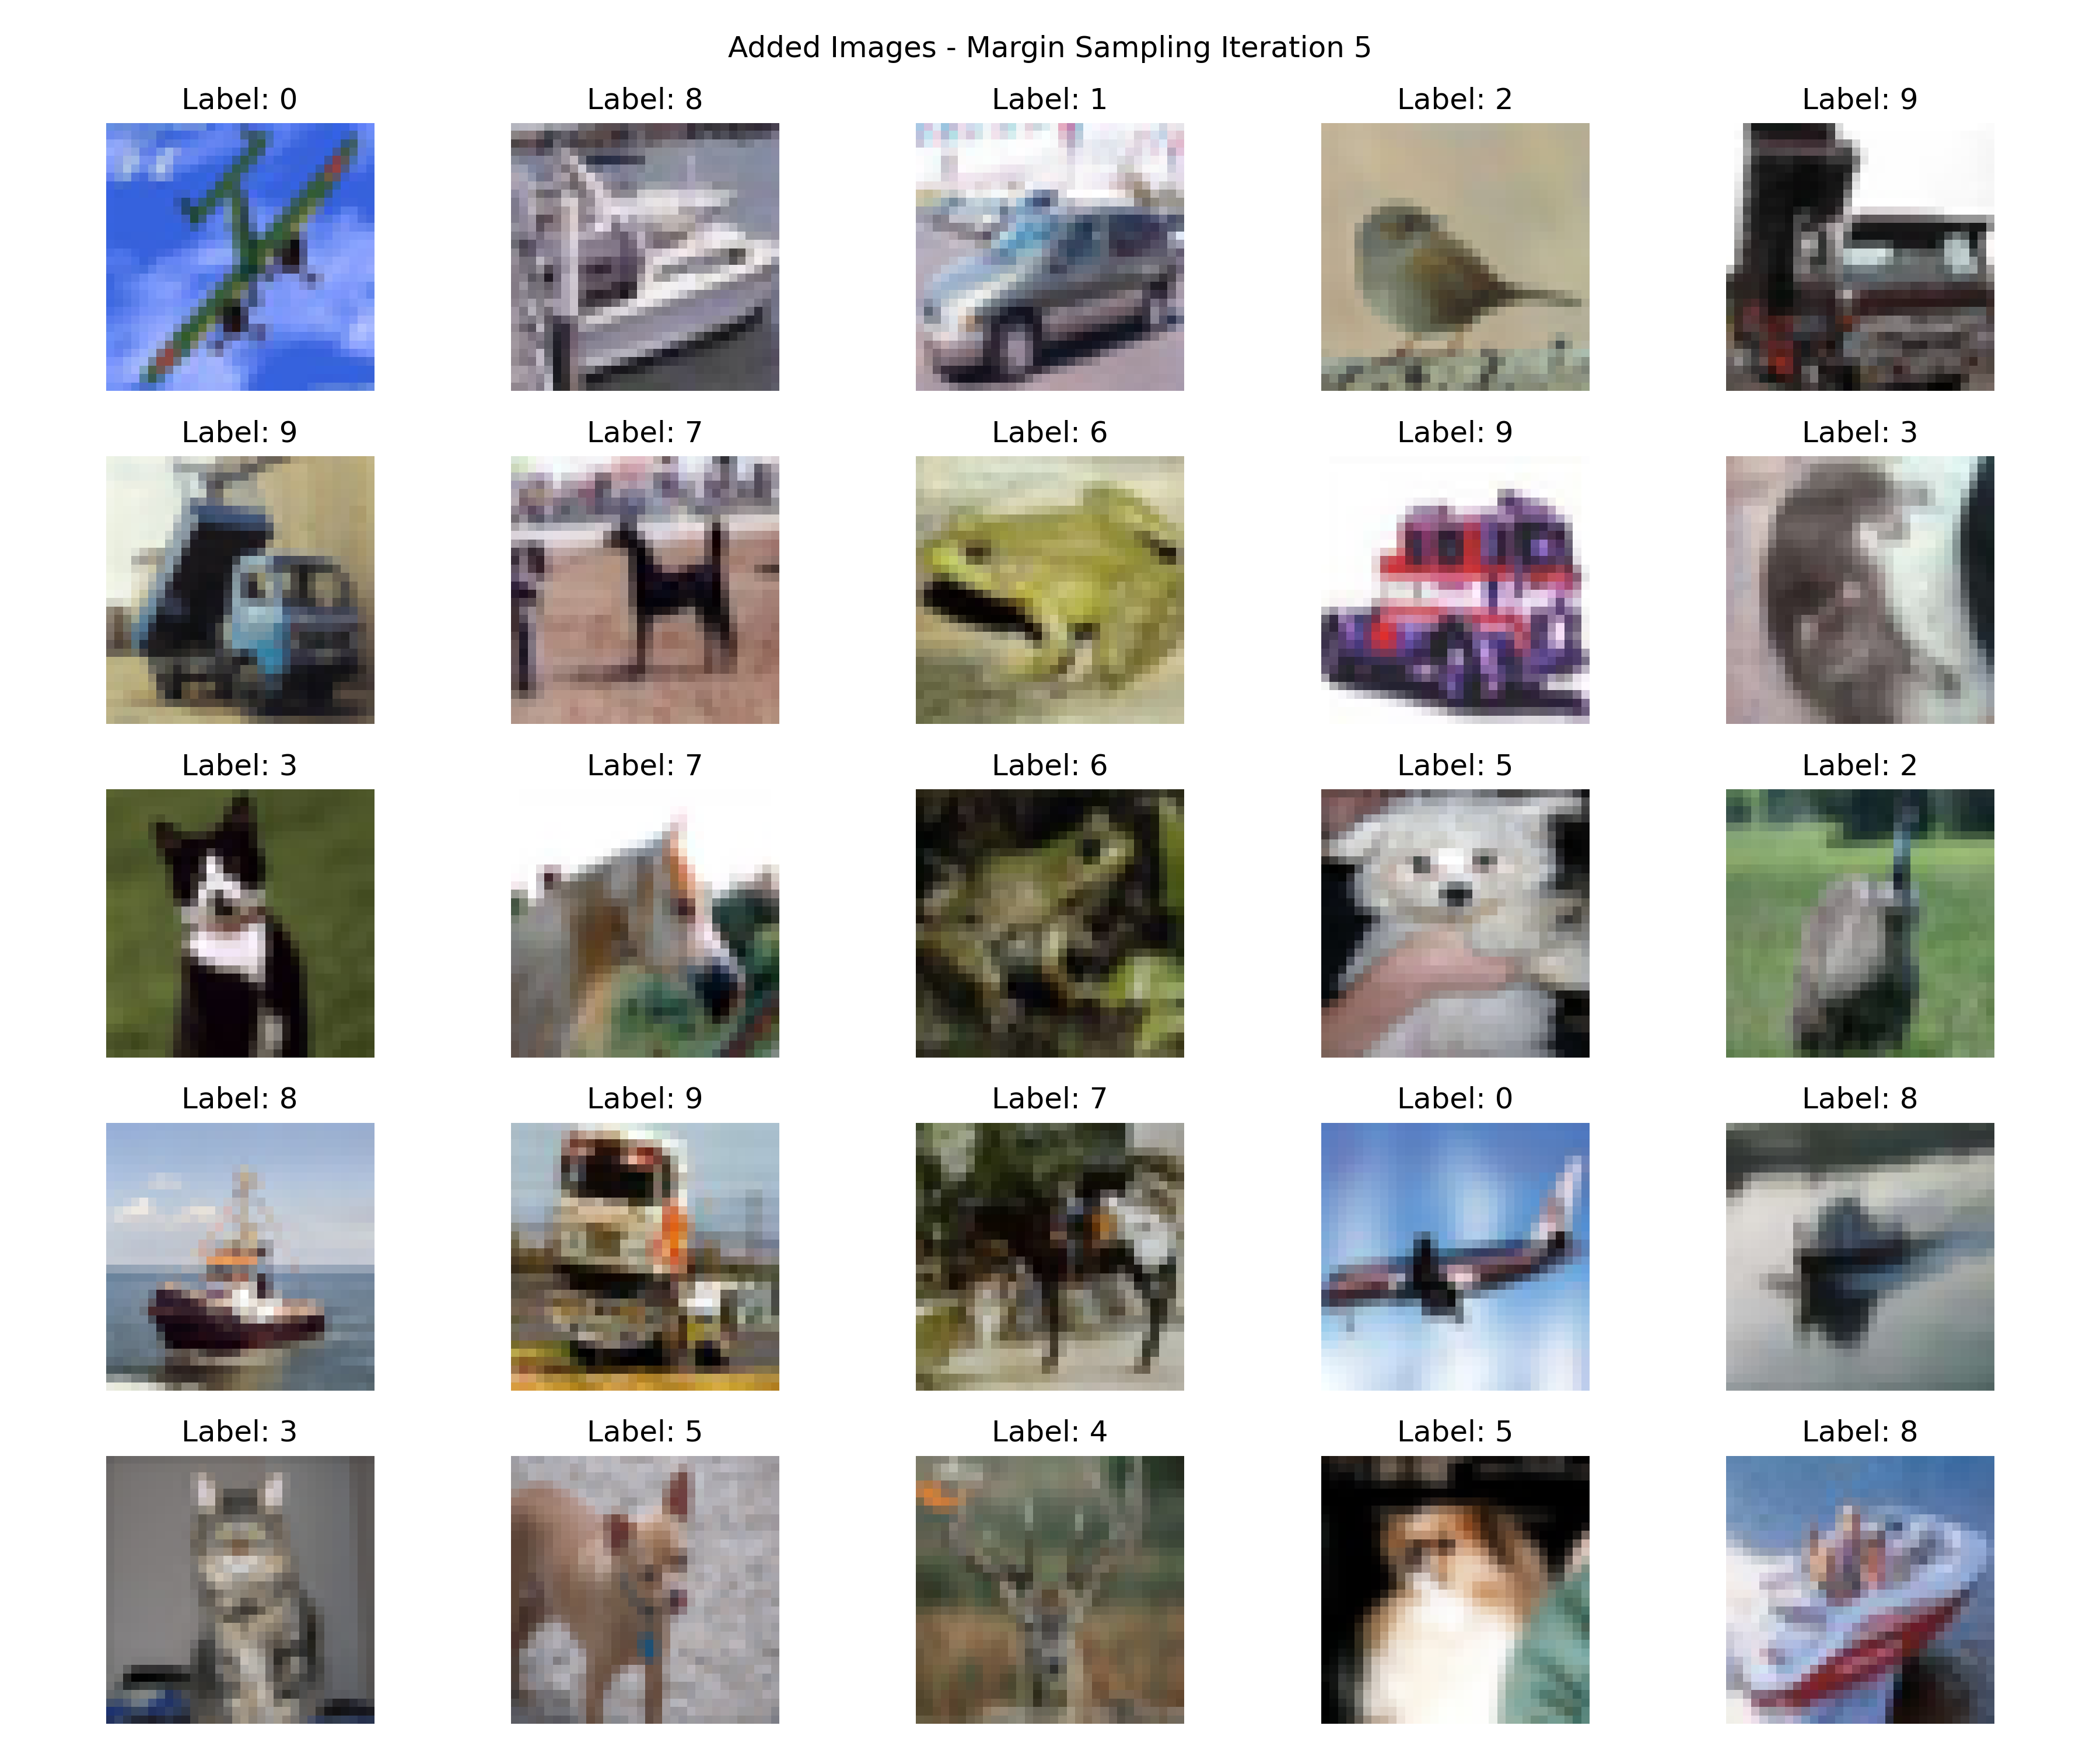 Added Images - Margin Sampling Iteration 5
Label: 0 Label: 8 Label: 1 Label: 2 Label: 9
Label: 9 Label: 7 Label: 6 Label: 9 Label: 3
Label: 3 Label: 7 Label: 6 Label: 5 Label: 2
Label: 8 Label: 9 Label: 7 Label: 0 Label: 8
Label: 3 Label: 5 Label: 4 Label: 5 Label: 8